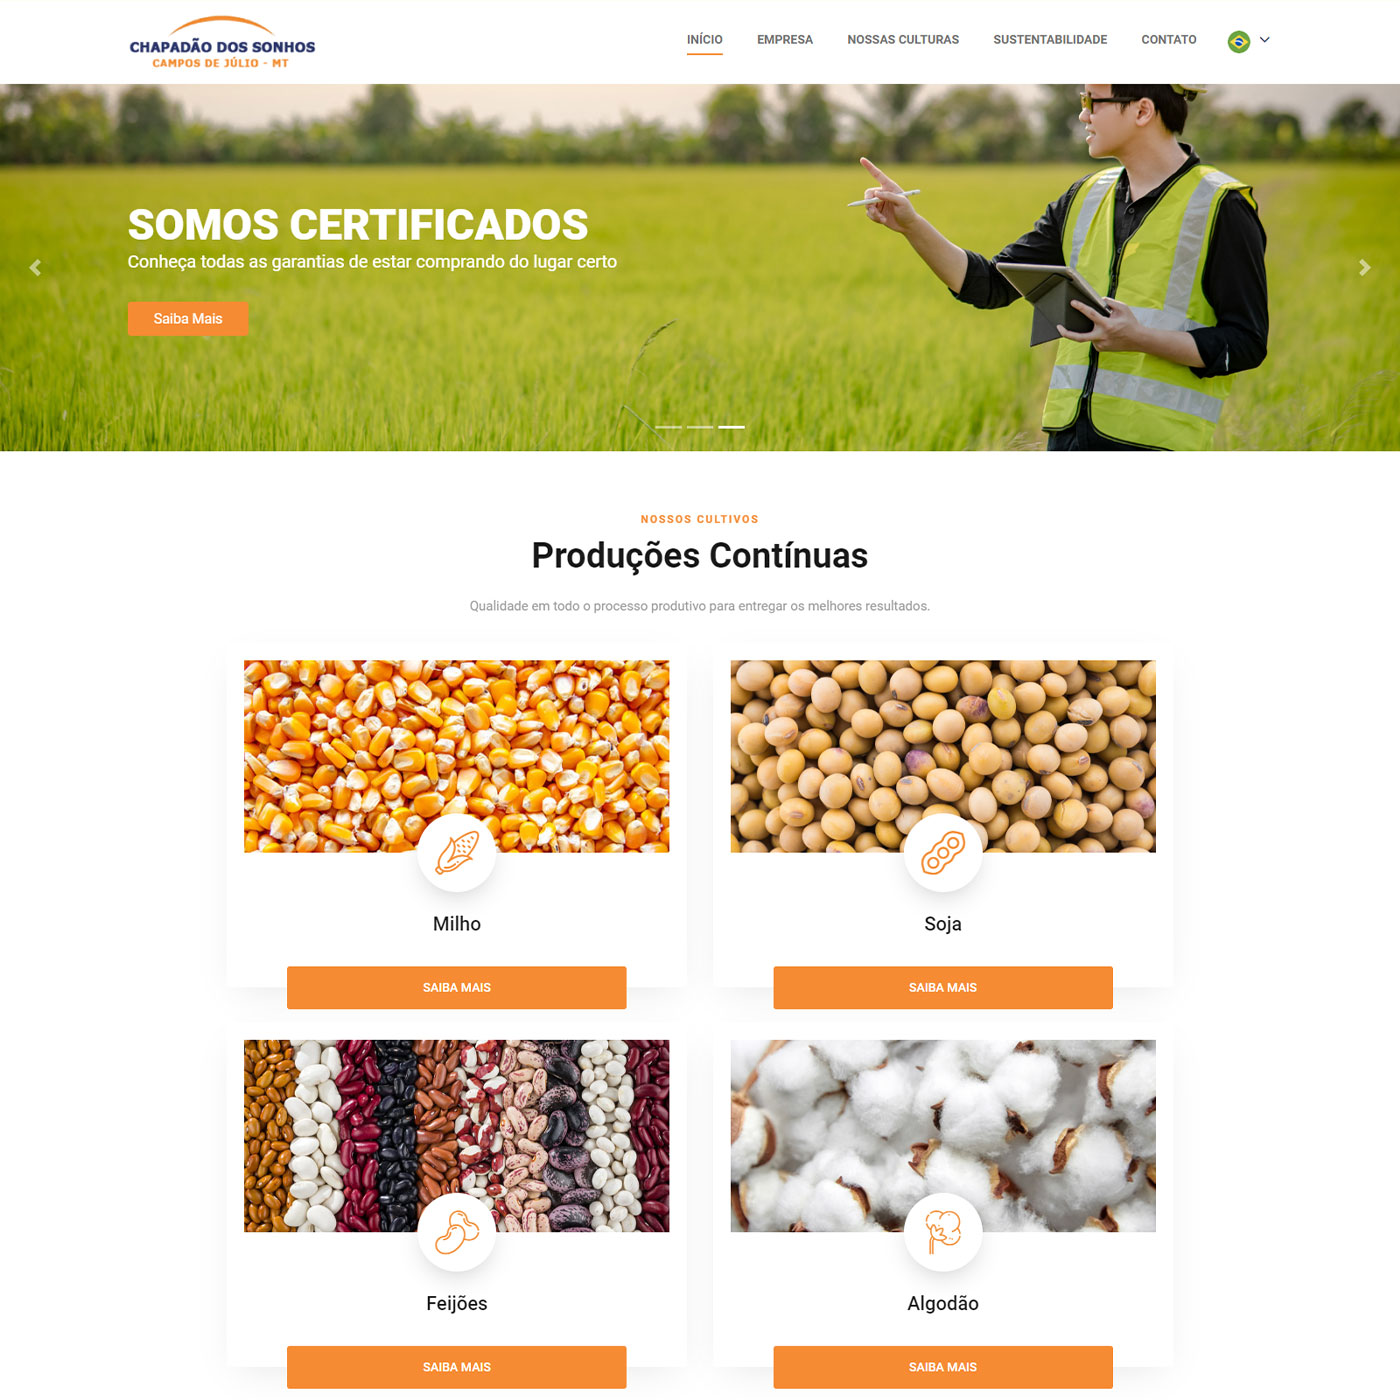 CHAPADÃO DOS SONHOS
CAMPOS DE JÚLIO - MT
INÍCIO
EMPRESA
NOSSAS CULTURAS
SUSTENTABILIDADE
CONTATO
SOMOS CERTIFICADOS
Conheça todas as garantias de estar comprando do lugar certo
Saiba Mais
NOSSOS CULTIVOS
Produções Contínuas
Qualidade em todo o processo produtivo para entregar os melhores resultados.
Milho
Soja
SAIBA MAIS
SAIBA MAIS
Feijões
Algodão
SAIBA MAIS
SAIBA MAIS